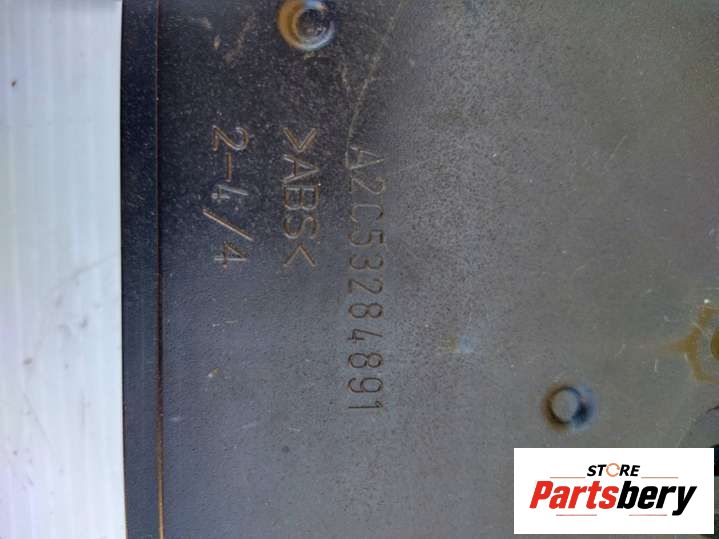 A2C53284891
>ABS<
2-4/4
STORE
Partsbery